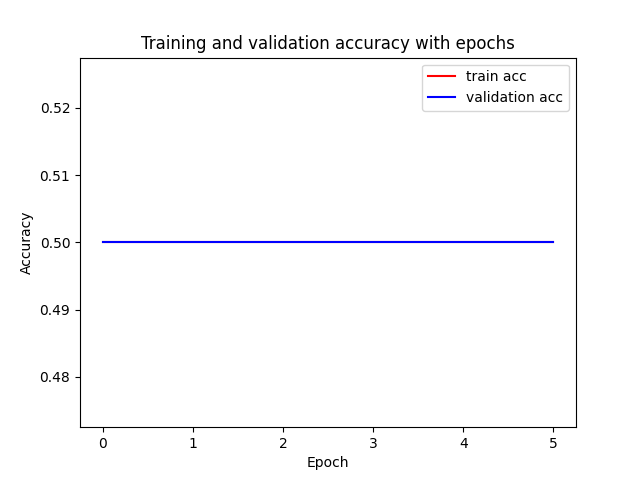 Training and validation accuracy with epochs
train acc
validation acc
0.52
0.51
0.50
0.49
0.48
Accuracy
0 1 2 3 4 5
Epoch